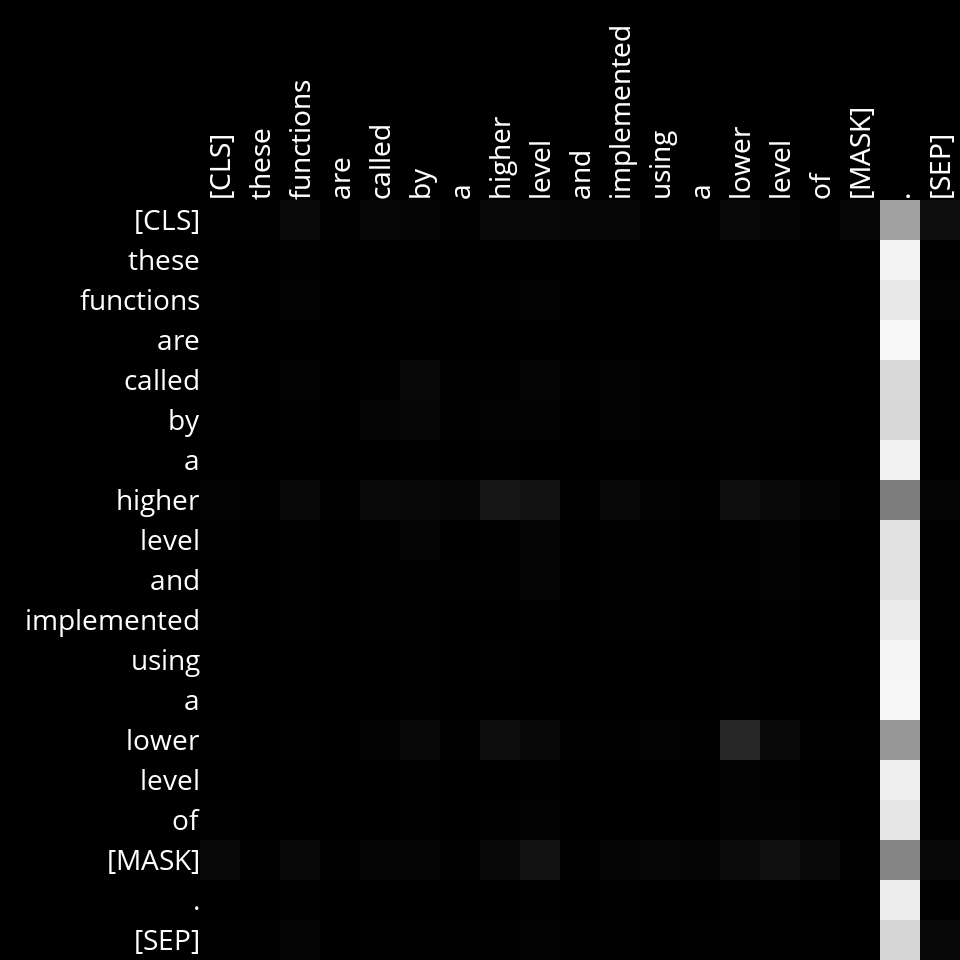 [CLS] these functions are called by a higher level and implemented using a lower level of [MASK] . [SEP]
[CLS]
these
functions
are
called
by
a
higher
level
and
implemented
using
a
lower
level
of
[MASK]
.
[SEP]